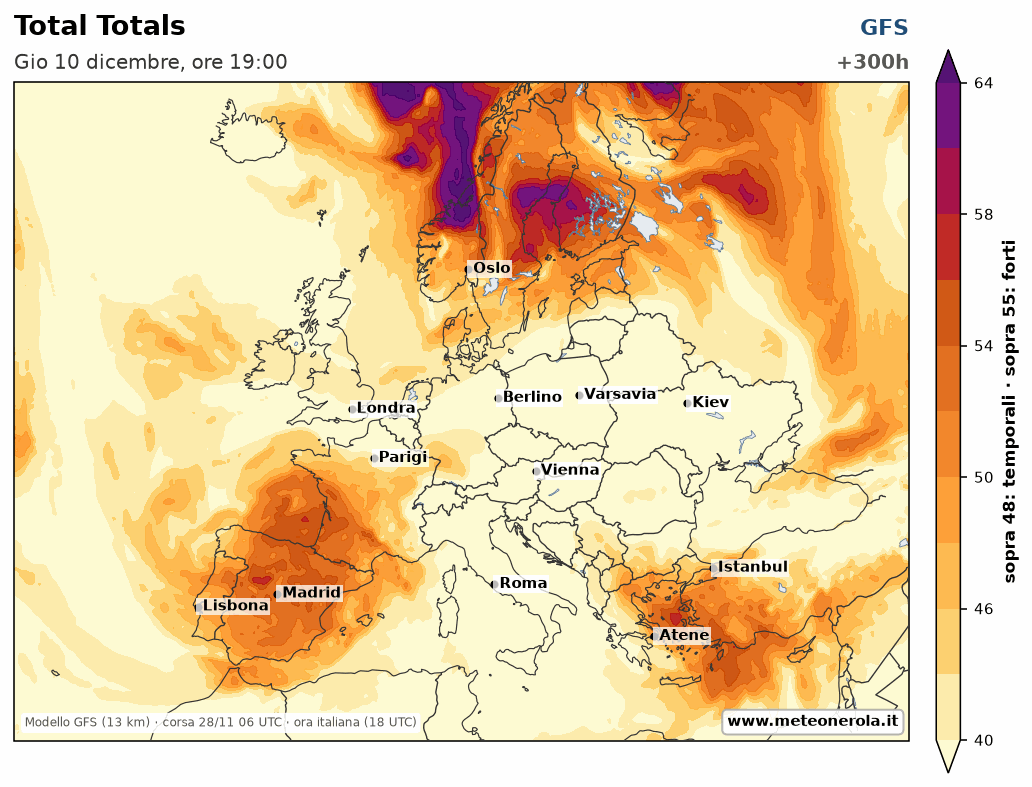 Total Totals
GFS
Gio 10 dicembre, ore 19:00
+300h
64
58
54
50
46
40
sopra 48: temporali · sopra 55: forti
Oslo
Londra
Berlino
Varsavia
Kiev
Parigi
Vienna
Istanbul
Roma
Madrid
Lisbona
Atene
Modello GFS (13 km) · corsa 28/11 06 UTC · ora italiana (18 UTC)
www.meteonerola.it